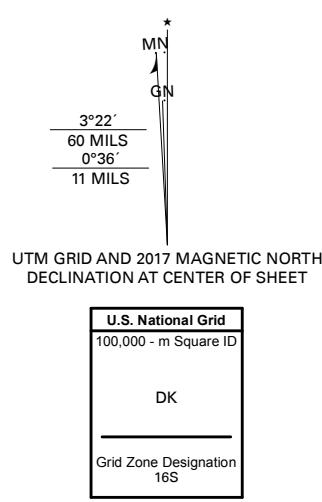 MN
GN
3°22´
60 MILS
0°36´
11 MILS
UTM GRID AND 2017 MAGNETIC NORTH
DECLINATION AT CENTER OF SHEET
U.S. National Grid
100,000 - m Square ID
DK
Grid Zone Designation
16S